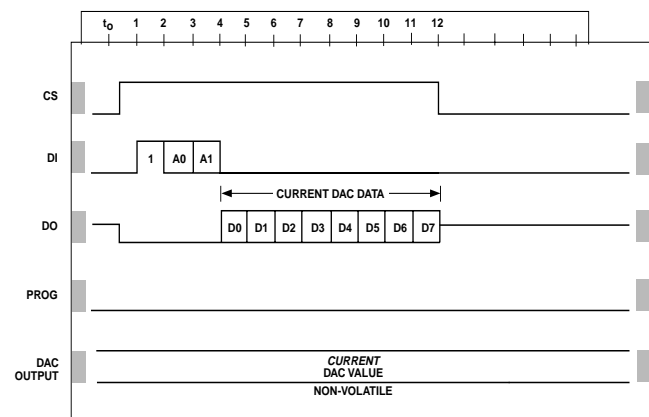 to 1 2 3 4 5 6 7 8 9 10 11 12
CS
DI 1 A0 A1
CURRENT DAC DATA
DO D0 D1 D2 D3 D4 D5 D6 D7
PROG
DAC
OUTPUT
CURRENT
DAC VALUE
NON-VOLATILE